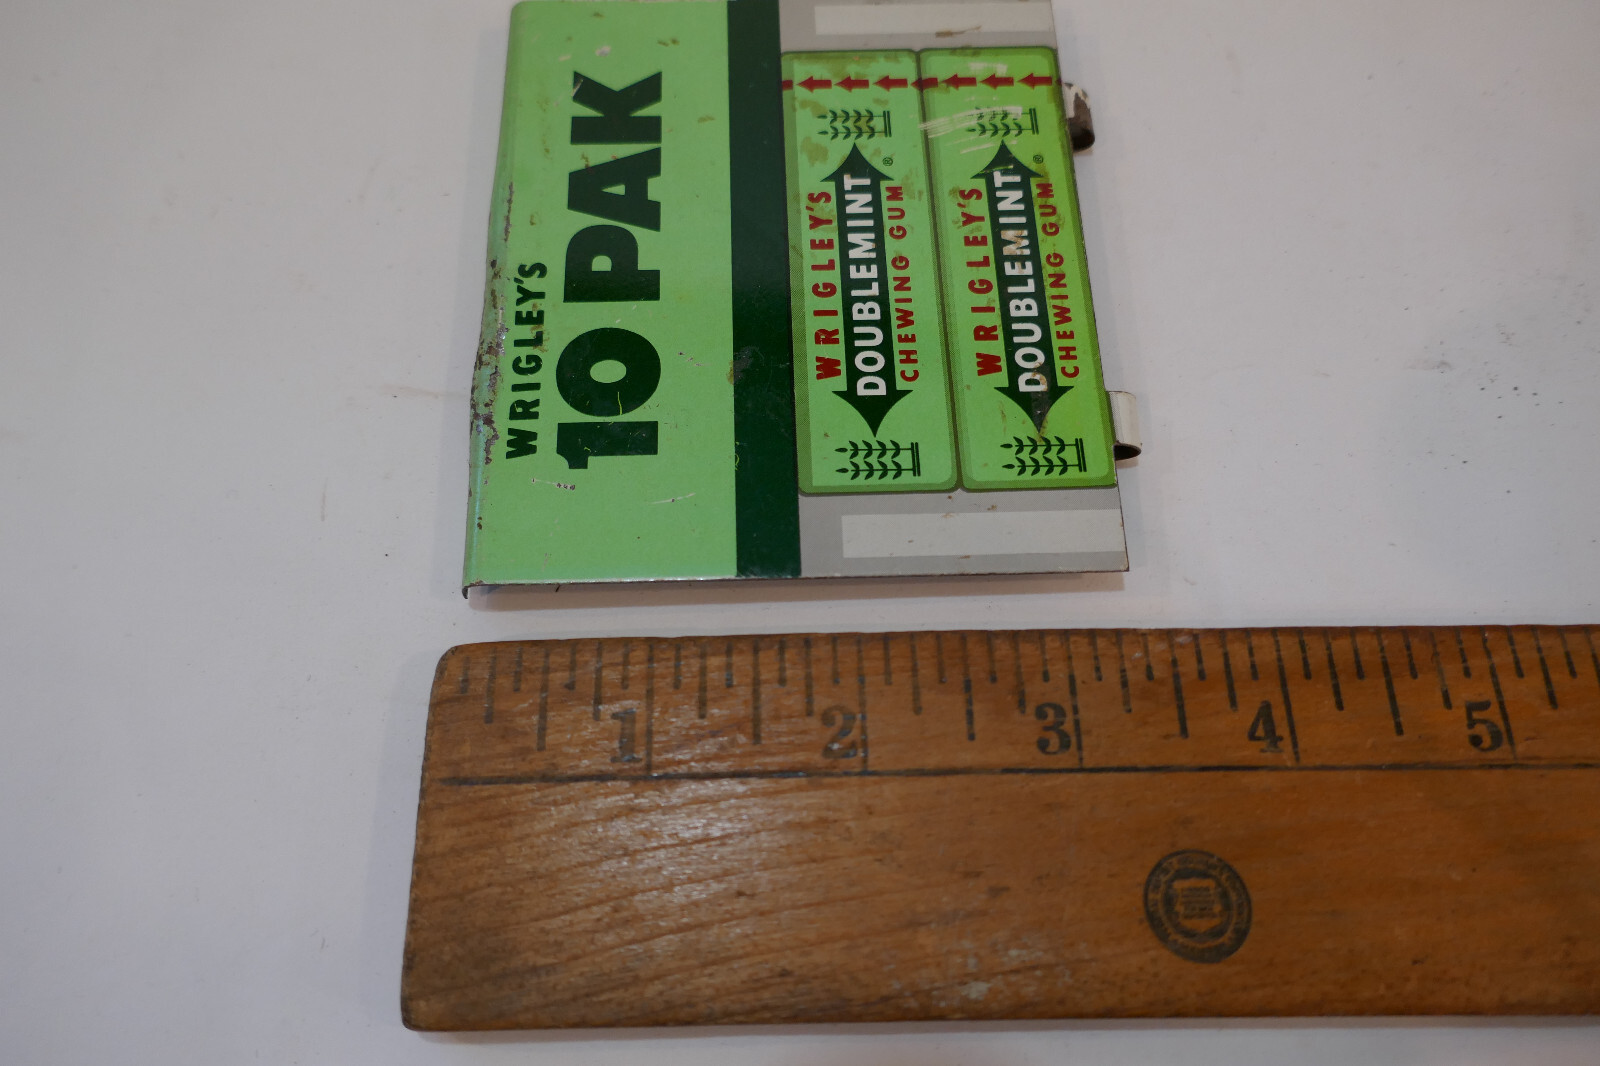 WRIGLEY'S
10 PAK
WRIGLEY'S
DOUBLEMINT®
CHEWING GUM
WRIGLEY'S
DOUBLEMINT®
CHEWING GUM
1 2 3 4 5